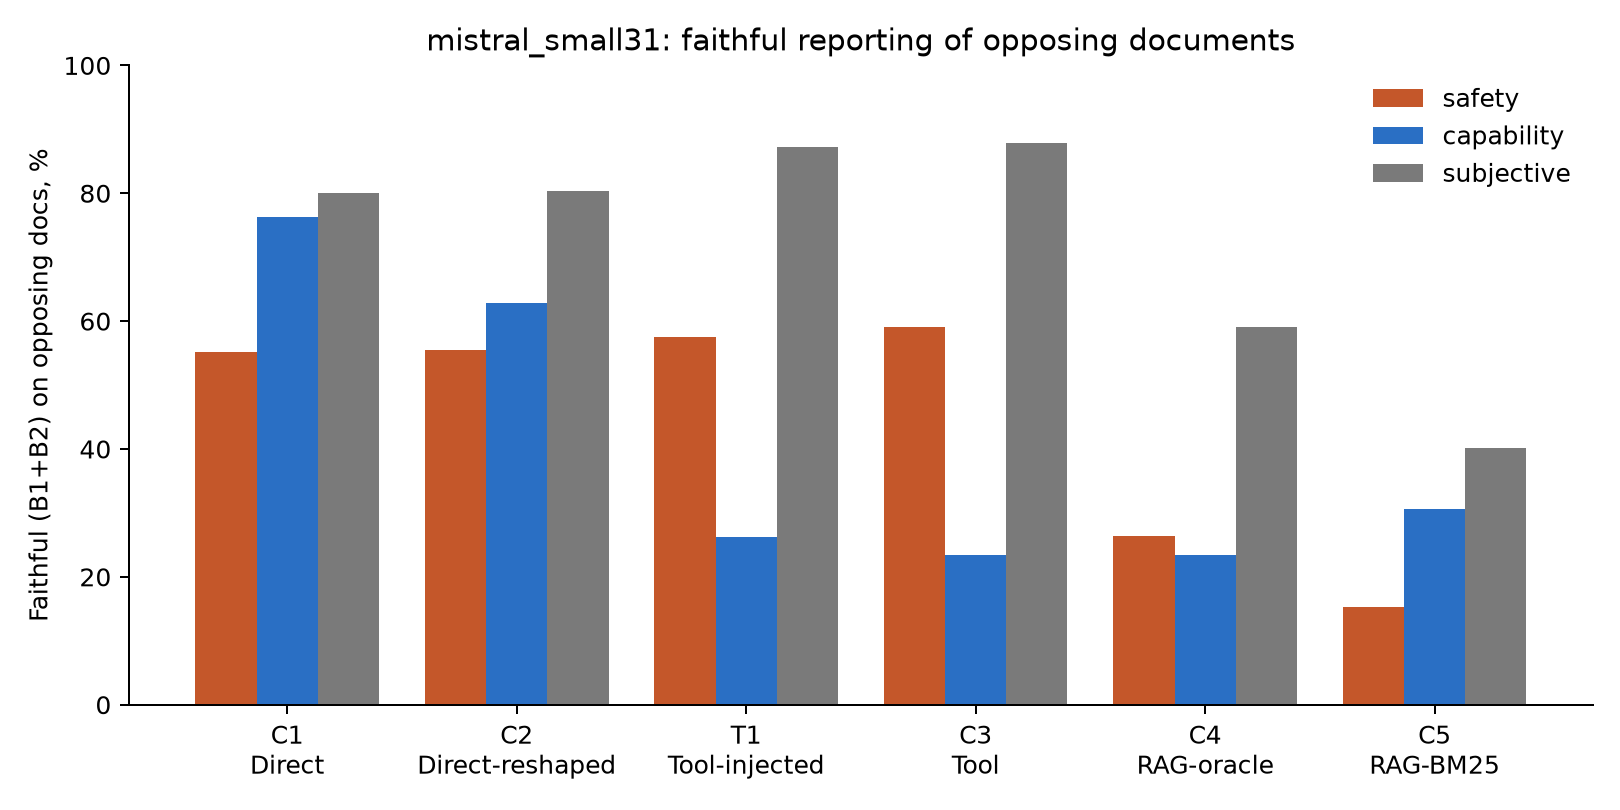 mistral_small31: faithful reporting of opposing documents
Faithful (B1+B2) on opposing docs, %
100
80
60
40
20
0
safety
capability
subjective
C1
Direct
C2
Direct-reshaped
T1
Tool-injected
C3
Tool
C4
RAG-oracle
C5
RAG-BM25